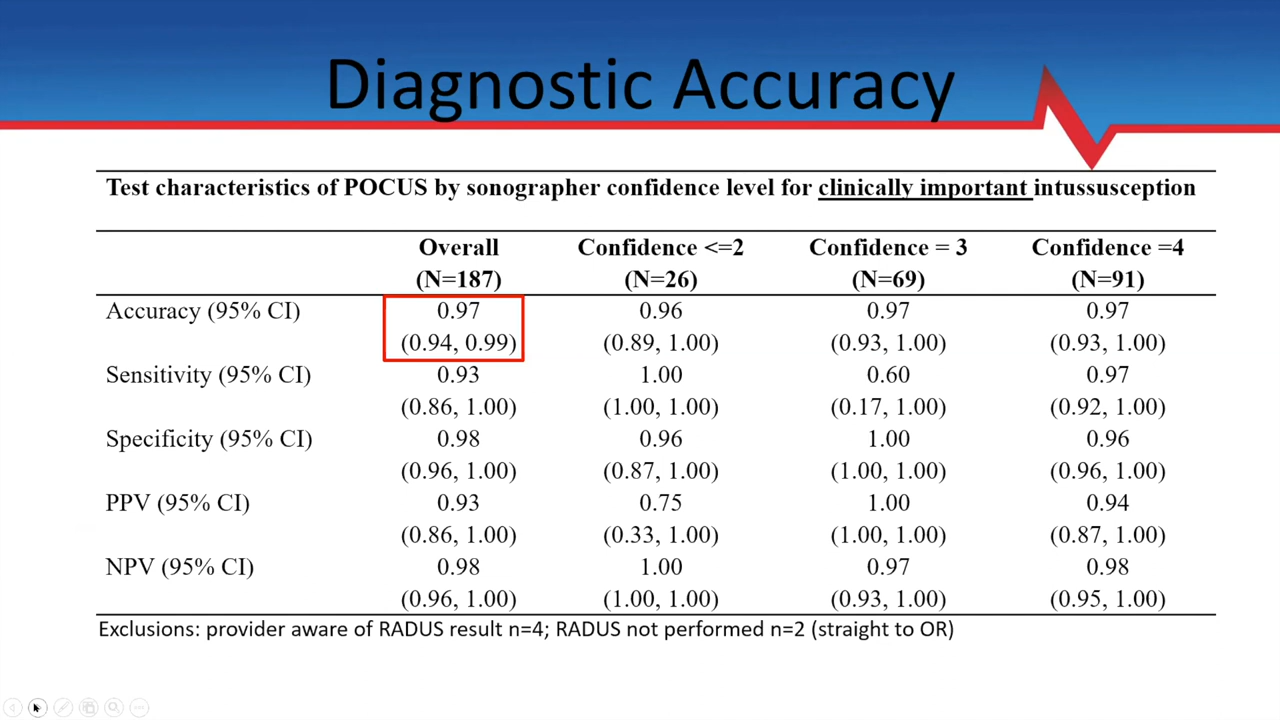 Diagnostic Accuracy
Test characteristics of POCUS by sonographer confidence level for clinically important intussusception
Overall Confidence <=2 Confidence = 3 Confidence =4
(N=187) (N=26) (N=69) (N=91)
Accuracy (95% CI) 0.97 0.96 0.97 0.97
(0.94, 0.99) (0.89, 1.00) (0.93, 1.00) (0.93, 1.00)
Sensitivity (95% CI) 0.93 1.00 0.60 0.97
(0.86, 1.00) (1.00, 1.00) (0.17, 1.00) (0.92, 1.00)
Specificity (95% CI) 0.98 0.96 1.00 0.96
(0.96, 1.00) (0.87, 1.00) (1.00, 1.00) (0.96, 1.00)
PPV (95% CI) 0.93 0.75 1.00 0.94
(0.86, 1.00) (0.33, 1.00) (1.00, 1.00) (0.87, 1.00)
NPV (95% CI) 0.98 1.00 0.97 0.98
(0.96, 1.00) (1.00, 1.00) (0.93, 1.00) (0.95, 1.00)
Exclusions: provider aware of RADUS result n=4; RADUS not performed n=2 (straight to OR)